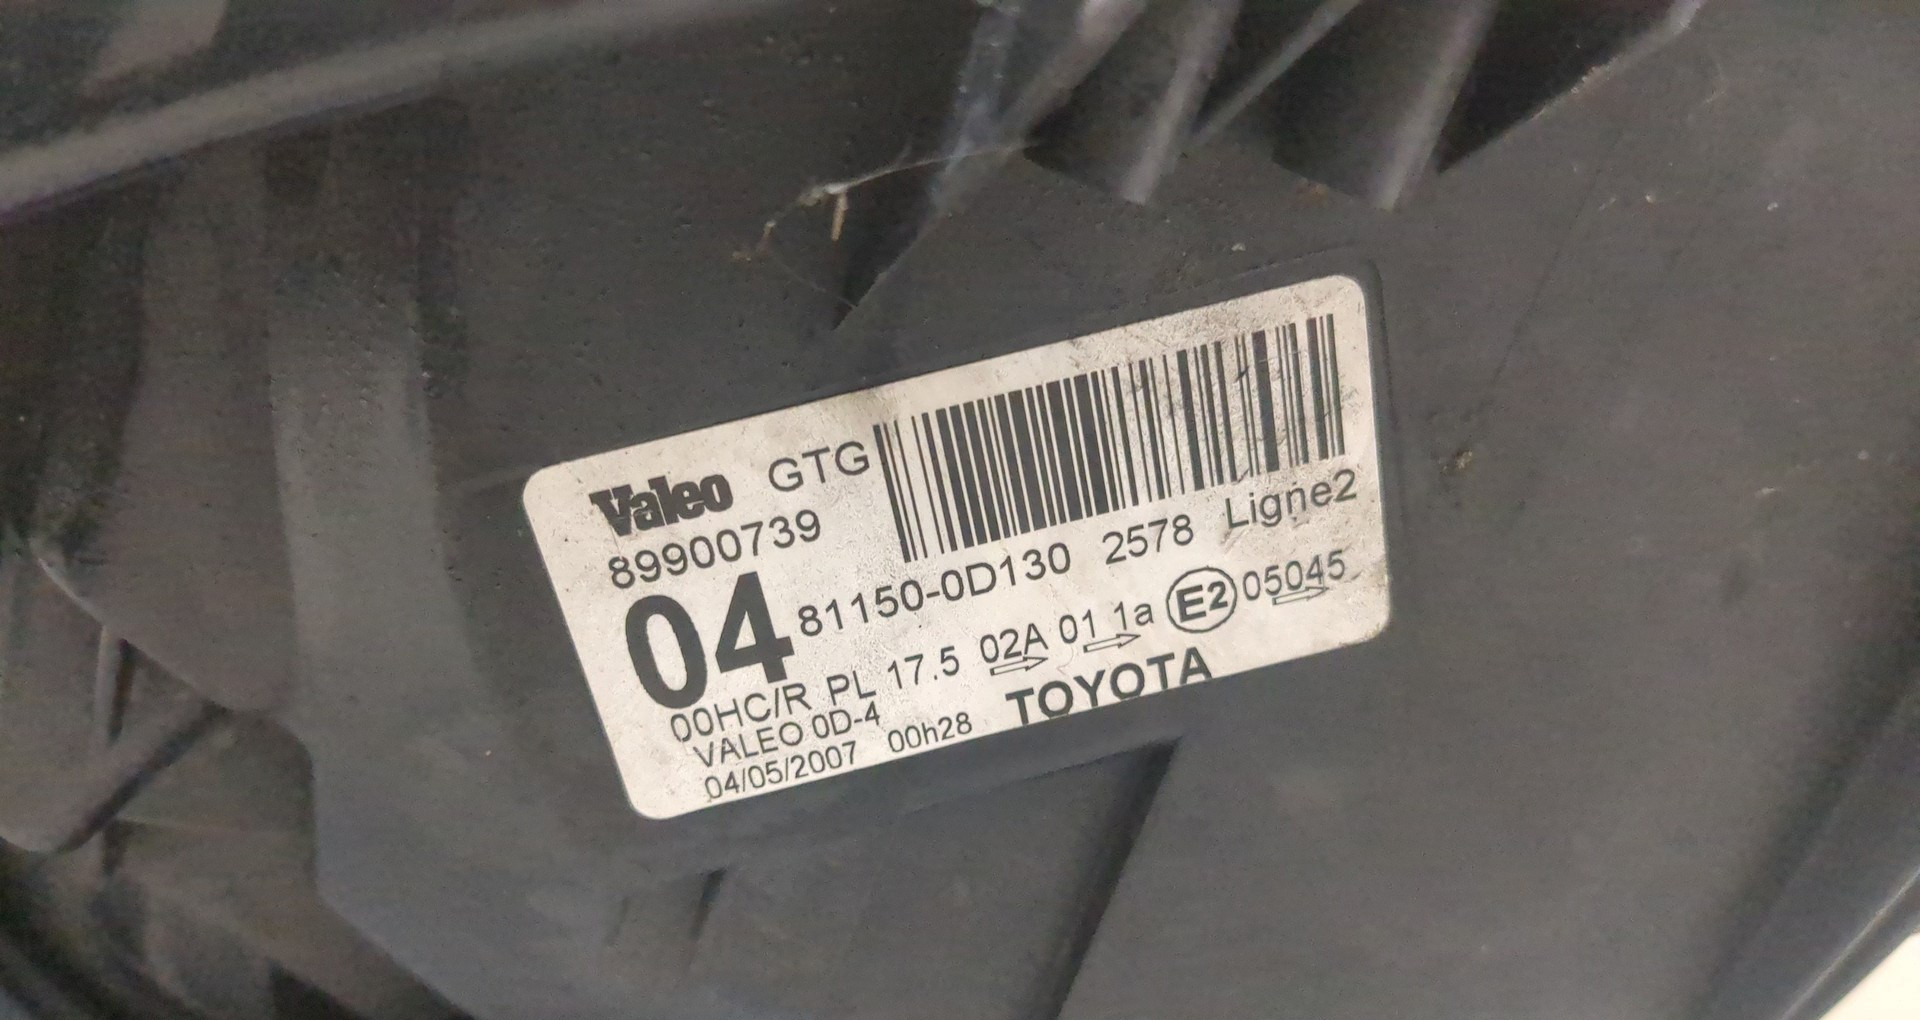 Valeo GTG
89900739
04 81150-0D130 2578 Ligne2
00HC/R PL 17.5 02A 01 1a E2 05045
VALEO 0D-4 TOYOTA
04/05/2007 00h28